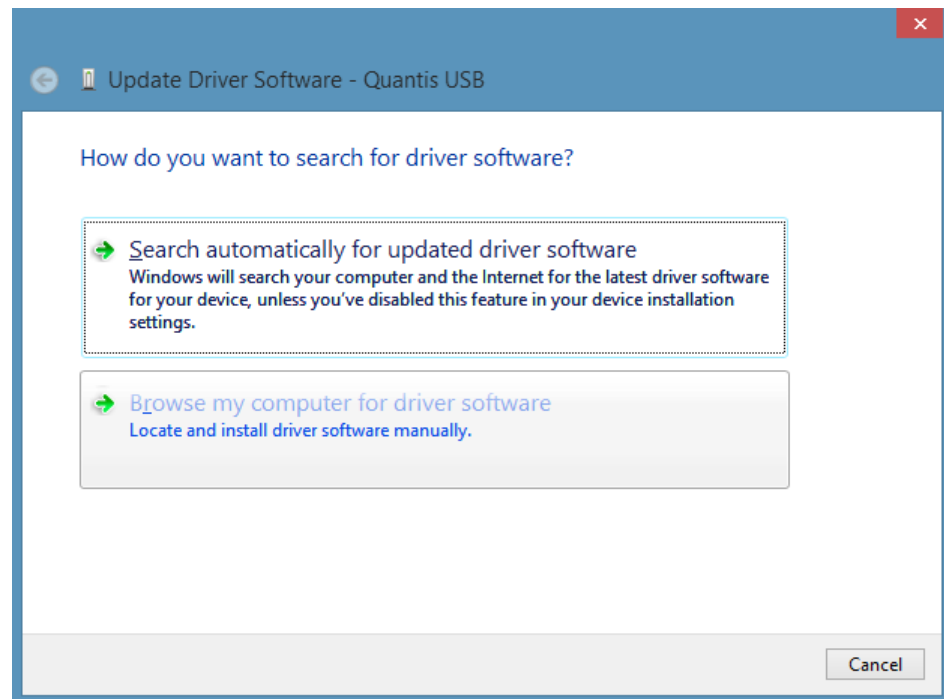 Update Driver Software - Quantis USB
How do you want to search for driver software?
Search automatically for updated driver software
Windows will search your computer and the Internet for the latest driver software
for your device, unless you've disabled this feature in your device installation
settings.
Browse my computer for driver software
Locate and install driver software manually.
Cancel